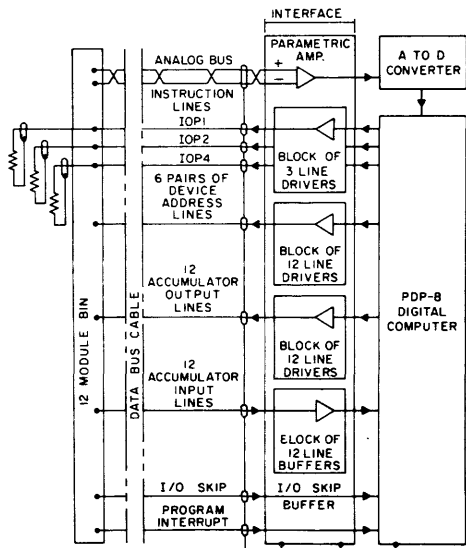 INTERFACE
ANALOG BUS
PARAMETRIC
AMP.
+
−
A TO D
CONVERTER
INSTRUCTION
LINES
IOP1
IOP2
IOP4
BLOCK OF
3 LINE
DRIVERS
6 PAIRS OF
DEVICE
ADDRESS
LINES
BLOCK OF
12 LINE
DRIVERS
12
ACCUMULATOR
OUTPUT
LINES
BLOCK OF
12 LINE
DRIVERS
PDP-8
DIGITAL
COMPUTER
12 MODULE BIN
DATA BUS CABLE
12
ACCUMULATOR
INPUT
LINES
ELOCK OF
12 LINE
BUFFERS
I/O SKIP
I/O SKIP
BUFFER
PROGRAM
INTERRUPT